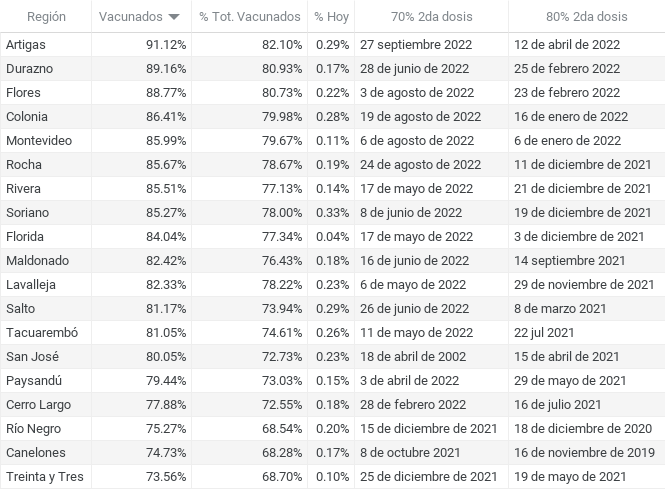 Región Vacunados % Tot. Vacunados % Hoy 70% 2da dosis 80% 2da dosis
Artigas 91.12% 82.10% 0.29% 27 septiembre 2022 12 de abril de 2022
Durazno 89.16% 80.93% 0.17% 28 de junio de 2022 25 de febrero 2022
Flores 88.77% 80.73% 0.22% 3 de agosto de 2022 23 de febrero 2022
Colonia 86.41% 79.98% 0.28% 19 de agosto de 2022 16 de enero de 2022
Montevideo 85.99% 79.67% 0.11% 6 de agosto de 2022 6 de enero de 2022
Rocha 85.67% 78.67% 0.19% 24 de agosto de 2022 11 de diciembre de 2021
Rivera 85.51% 77.13% 0.14% 17 de mayo de 2022 21 de diciembre de 2021
Soriano 85.27% 78.00% 0.33% 8 de junio de 2022 19 de diciembre de 2021
Florida 84.04% 77.34% 0.04% 17 de mayo de 2022 3 de diciembre de 2021
Maldonado 82.42% 76.43% 0.18% 16 de junio de 2022 14 septiembre 2021
Lavalleja 82.33% 78.22% 0.23% 6 de mayo de 2022 29 de noviembre de 2021
Salto 81.17% 73.94% 0.29% 26 de junio de 2022 8 de marzo 2021
Tacuarembó 81.05% 74.61% 0.26% 11 de mayo de 2022 22 jul 2021
San José 80.05% 72.73% 0.23% 18 de abril de 2002 15 de abril de 2021
Paysandú 79.44% 73.03% 0.15% 3 de abril de 2022 29 de mayo de 2021
Cerro Largo 77.88% 72.55% 0.18% 28 de febrero 2022 16 de julio 2021
Río Negro 75.27% 68.54% 0.20% 15 de diciembre de 2021 18 de diciembre de 2020
Canelones 74.73% 68.28% 0.17% 8 de octubre 2021 16 de noviembre de 2019
Treinta y Tres 73.56% 68.70% 0.10% 25 de diciembre de 2021 19 de mayo de 2021